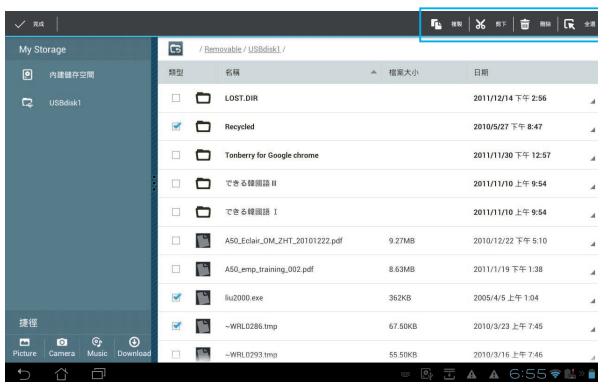 完成 複製 剪下 刪除 全選
My Storage
/ Removable / USBdisk1 /
內建儲存空間
USBdisk1
類型 名稱 檔案大小 日期
LOST.DIR 2011/12/14 下午 2:56
Recycled 2010/5/27 下午 8:47
Tonberry for Google chrome 2011/11/30 下午 12:57
できる韓國語 II 2011/11/10 上午 9:54
できる韓國語 I 2011/11/10 上午 9:54
A50_Eclair_OM_ZHT_20101222.pdf 9.27MB 2010/12/22 下午 5:10
A50_emp_training_002.pdf 8.63MB 2011/1/19 下午 1:38
liu2000.exe 362KB 2005/4/5 上午 1:04
~WRL0286.tmp 67.50KB 2010/3/23 上午 7:45
~WRL0293.tmp 55.50KB 2010/3/16 上午 7:46
捷徑
Picture Camera Music Download
6:55